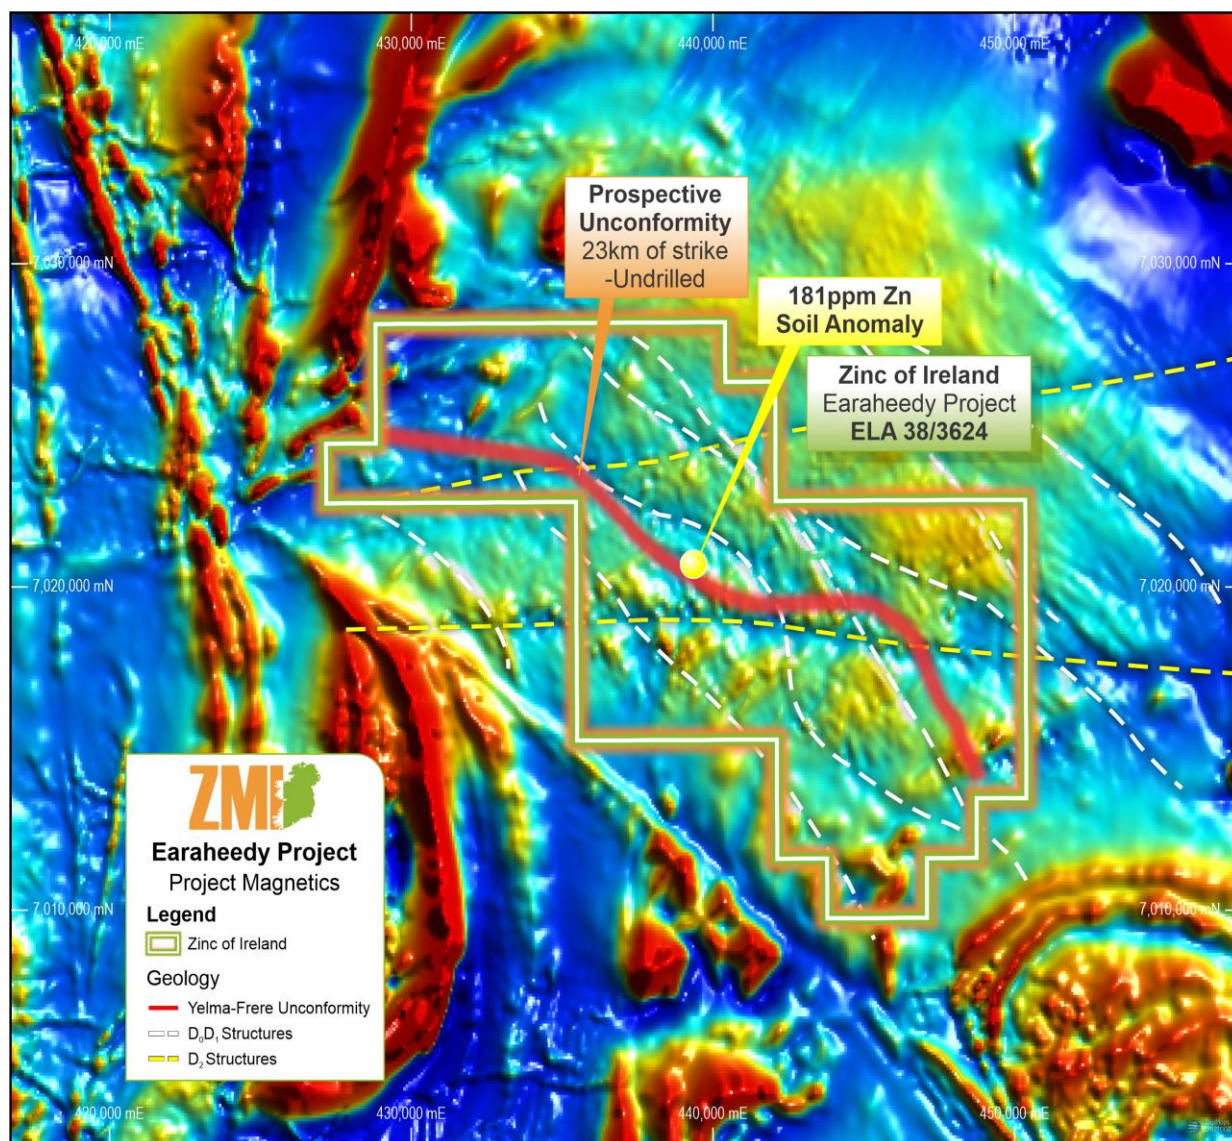 420,000 mE
430,000 mE
440,000 mE
450,000 mE
Prospective
Unconformity
23km of strike
-Undrilled
7,030,000 mN
7,030,000 mN
181ppm Zn
Soil Anomaly
Zinc of Ireland
Earaheedy Project
ELA 38/3624
7,020,000 mN
7,020,000 mN
ZMI
Earaheedy Project
Project Magnetics
Legend
Zinc of Ireland
Geology
Yelma-Frere Unconformity
D₀D₁ Structures
D₂ Structures
7,010,000 mN
7,010,000 mN
420,000 mE
430,000 mE
440,000 mE
450,000 mE